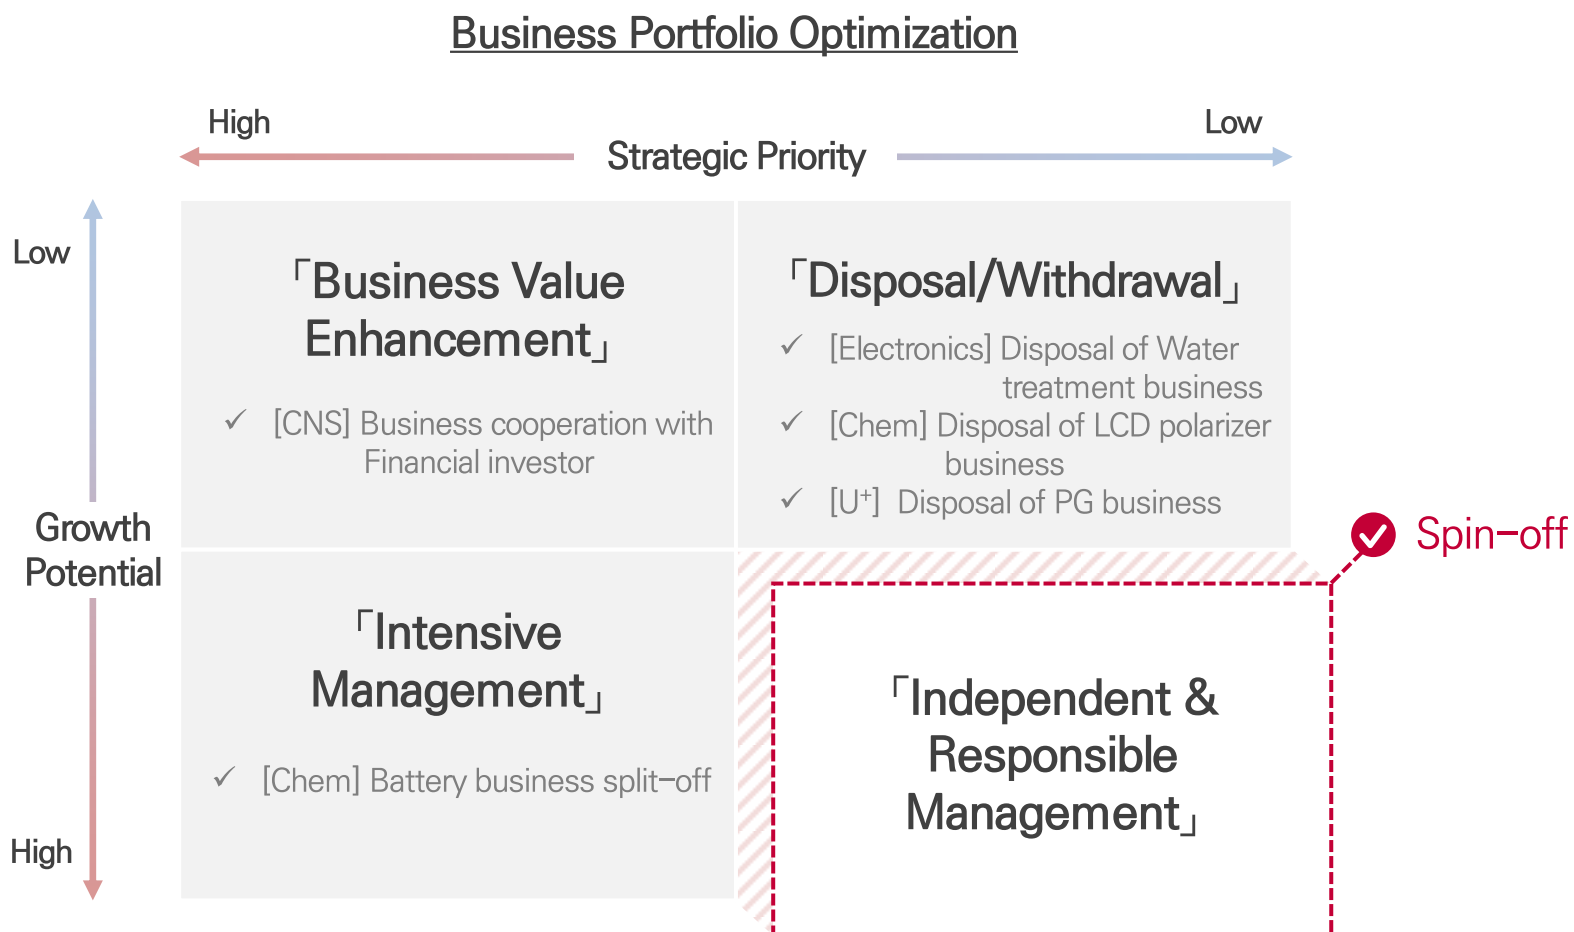 Business Portfolio Optimization
High
Low
Strategic Priority
Low
Growth
Potential
High
「Business Value
Enhancement」
✓ [CNS] Business cooperation with
Financial investor
「Disposal/Withdrawal」
✓ [Electronics] Disposal of Water
treatment business
✓ [Chem] Disposal of LCD polarizer
business
✓ [U⁺] Disposal of PG business
「Intensive
Management」
✓ [Chem] Battery business split-off
Spin-off
「Independent &
Responsible
Management」